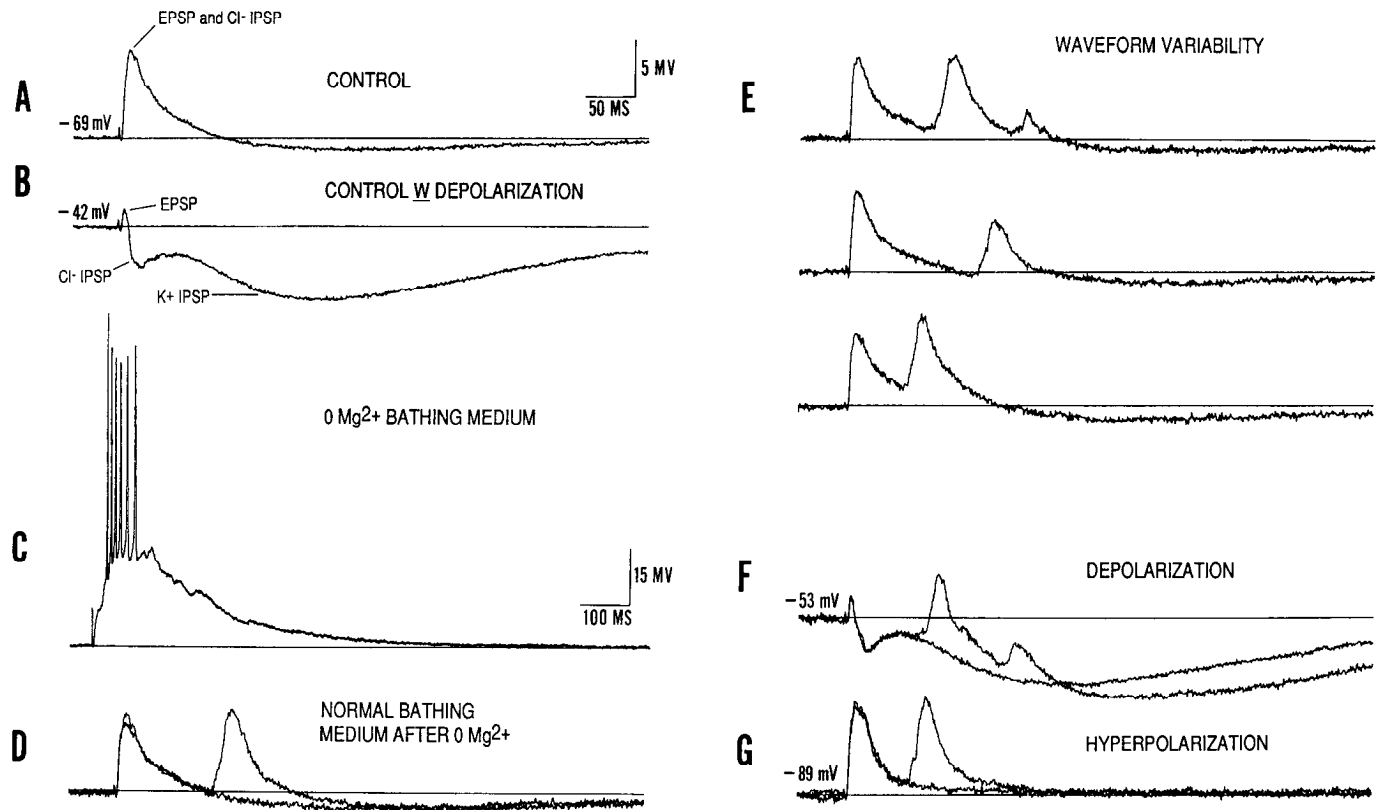 A
EPSP and Cl- IPSP
CONTROL
5 MV
50 MS
-69 mV
B
CONTROL W DEPOLARIZATION
-42 mV
EPSP
Cl- IPSP
K+ IPSP
C
0 Mg2+ BATHING MEDIUM
15 MV
100 MS
D
NORMAL BATHING
MEDIUM AFTER 0 Mg2+
E
WAVEFORM VARIABILITY
F
DEPOLARIZATION
-53 mV
G
HYPERPOLARIZATION
-89 mV